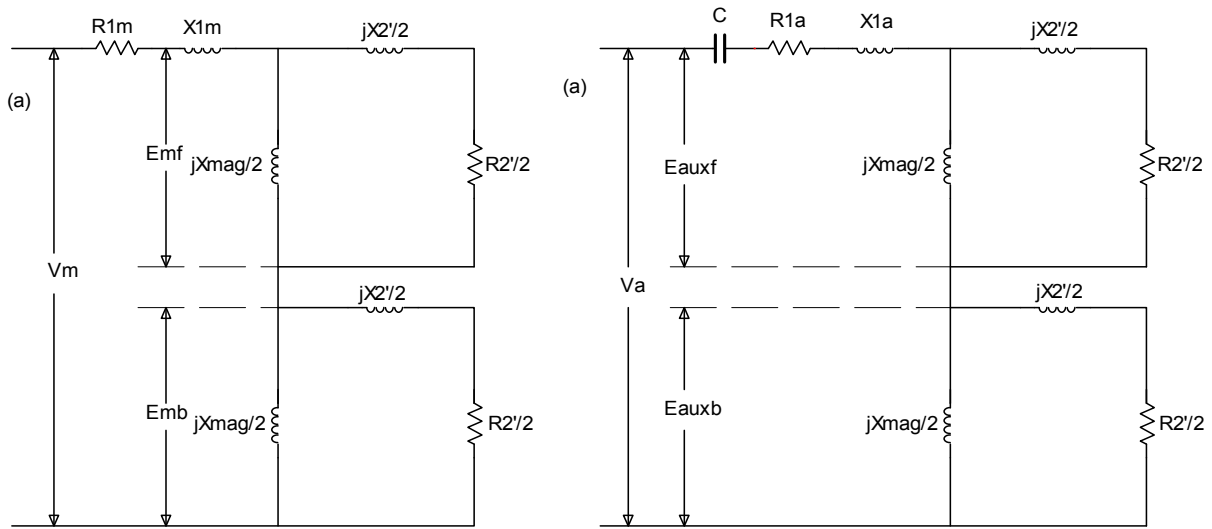 R1m X1m jX2'/2
(a)
Emf jXmag/2 R2'/2
Vm
jX2'/2
Emb jXmag/2 R2'/2
C R1a X1a jX2'/2
(a)
Eauxf jXmag/2 R2'/2
Va
jX2'/2
Eauxb jXmag/2 R2'/2